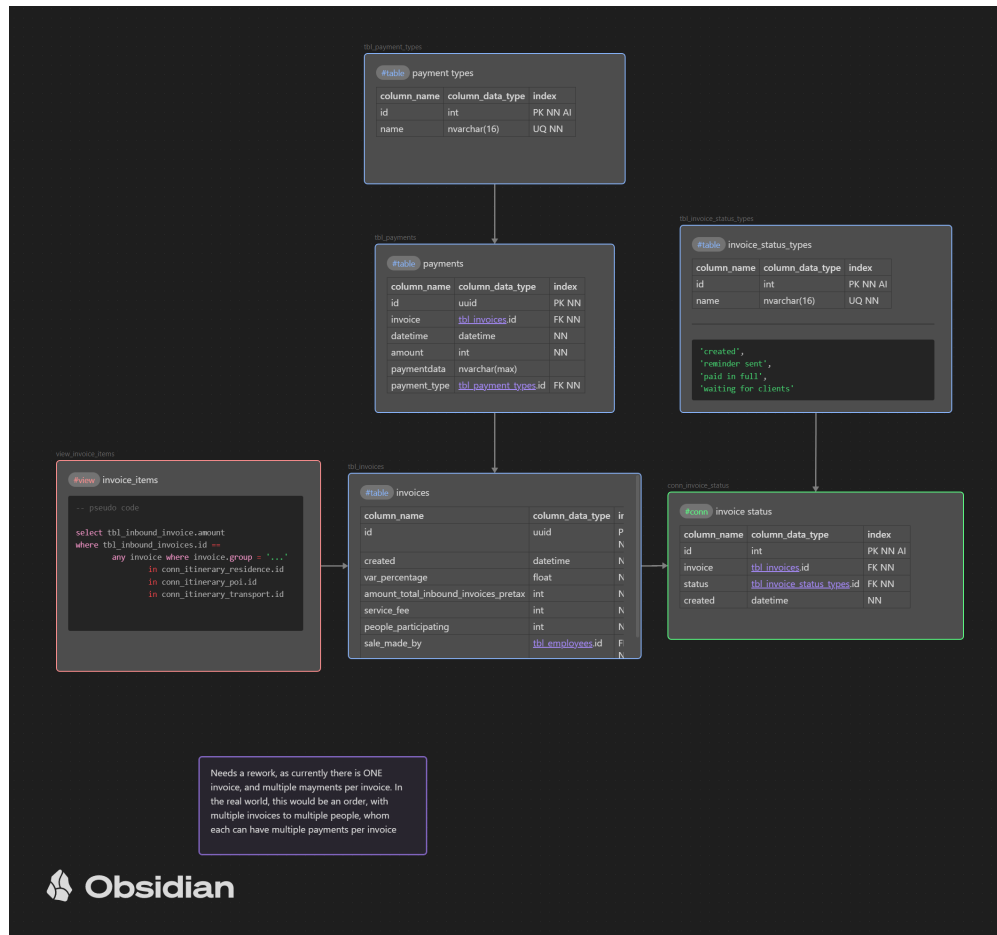 tbl_payment_types
#table payment types
column_name column_data_type index
id int PK NN AI
name nvarchar(16) UQ NN
tbl_payments
#table payments
column_name column_data_type index
id uuid PK NN
invoice tbl_invoices.id FK NN
datetime datetime NN
amount int NN
paymentdata nvarchar(max)
payment_type tbl_payment_types.id FK NN
tbl_invoice_status_types
#table invoice_status_types
column_name column_data_type index
id int PK NN AI
name nvarchar(16) UQ NN
'created',
'reminder sent',
'paid in full',
'waiting for clients'
view_invoice_items
#view invoice_items
-- pseudo code
select tbl_inbound_invoice.amount
where tbl_inbound_invoices.id ==
any invoice where invoice.group = '...'
in conn_itinerary_residence.id
in conn_itinerary_poi.id
in conn_itinerary_transport.id
tbl_invoices
#table invoices
column_name column_data_type
id uuid P
N
created datetime N
var_percentage float N
amount_total_inbound_invoices_pretax int N
service_fee int N
people_participating int N
sale_made_by tbl_employees.id
N
conn_invoice_status
#conn invoice status
column_name column_data_type index
id int PK NN AI
invoice tbl_invoices.id FK NN
status tbl_invoice_status_types.id FK NN
created datetime NN
Needs a rework, as currently there is ONE
invoice, and multiple mayments per invoice. In
the real world, this would be an order, with
multiple invoices to multiple people, whom
each can have multiple payments per invoice
Obsidian